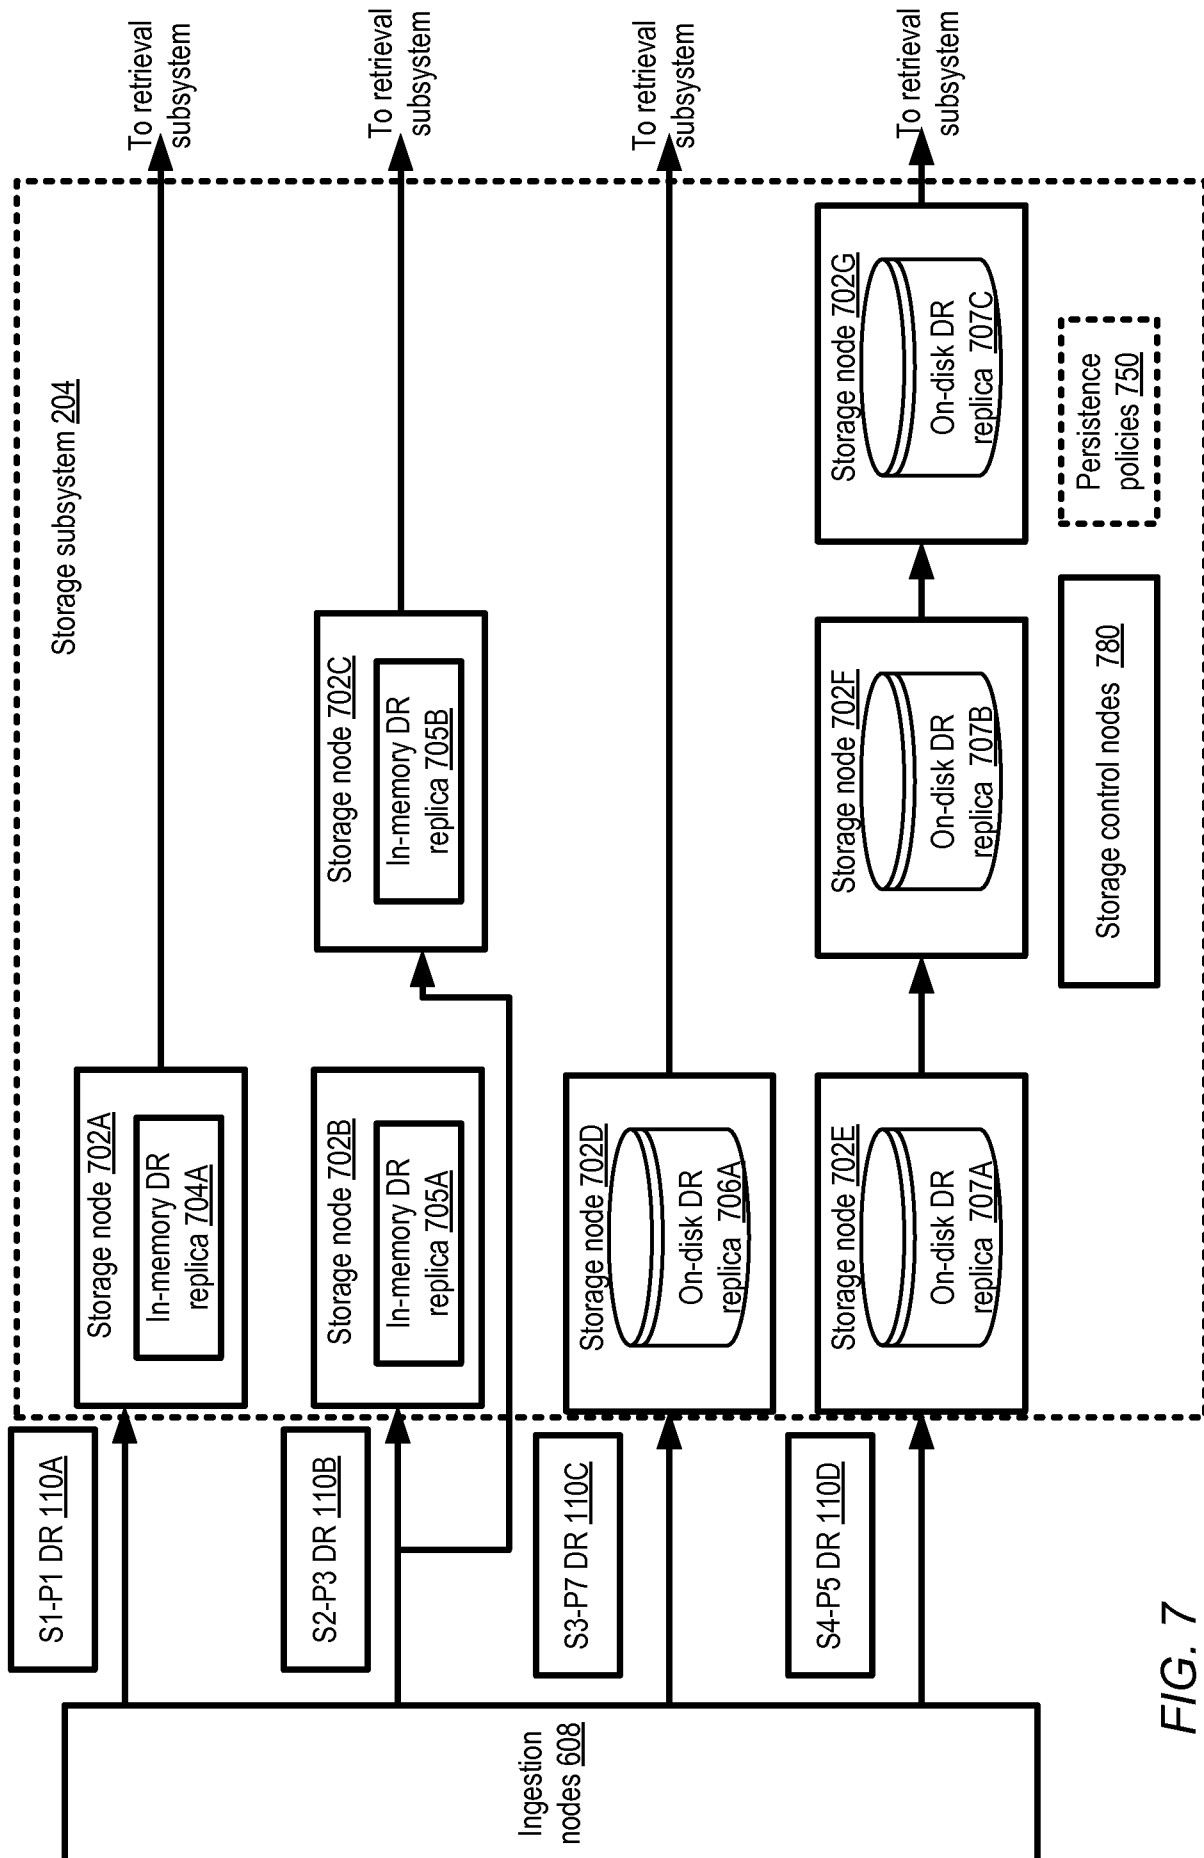 Ingestion
nodes 608
S1-P1 DR 110A
S2-P3 DR 110B
S3-P7 DR 110C
S4-P5 DR 110D
Storage subsystem 204
Storage node 702A
In-memory DR
replica 704A
To retrieval
subsystem
Storage node 702B
In-memory DR
replica 705A
Storage node 702C
In-memory DR
replica 705B
To retrieval
subsystem
Storage node 702D
On-disk DR
replica 706A
To retrieval
subsystem
Storage node 702E
On-disk DR
replica 707A
Storage node 702F
On-disk DR
replica 707B
Storage node 702G
On-disk DR
replica 707C
To retrieval
subsystem
Storage control nodes 780
Persistence
policies 750
FIG. 7